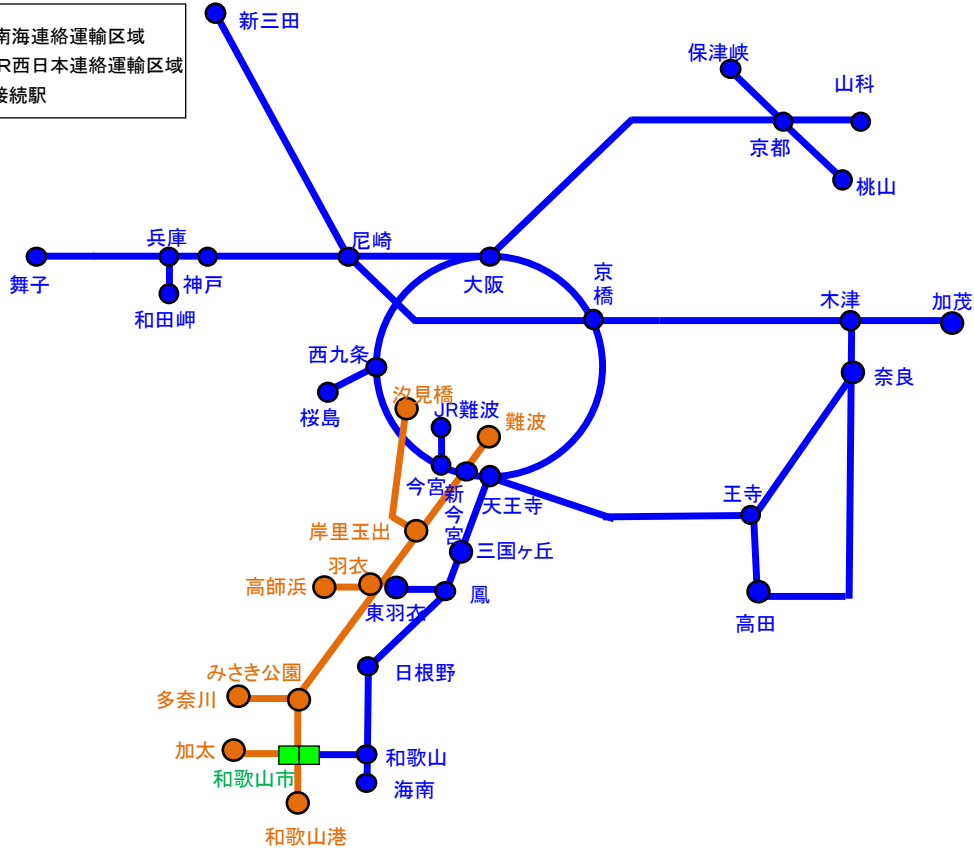 南海連絡運輸区域
R西日本連絡運輸区域
接続駅
新三田
保津峡
山科
京都
桃山
兵庫
尼崎
舞子
神戸
大阪
京橋
和田岬
木津
加茂
西九条
奈良
汐見橋
桜島
JR難波
難波
今宮
新今宮
天王寺
王寺
岸里玉出
三国ヶ丘
羽衣
高師浜
東羽衣
鳳
高田
みさき公園
日根野
多奈川
加太
和歌山
和歌山市
海南
和歌山港